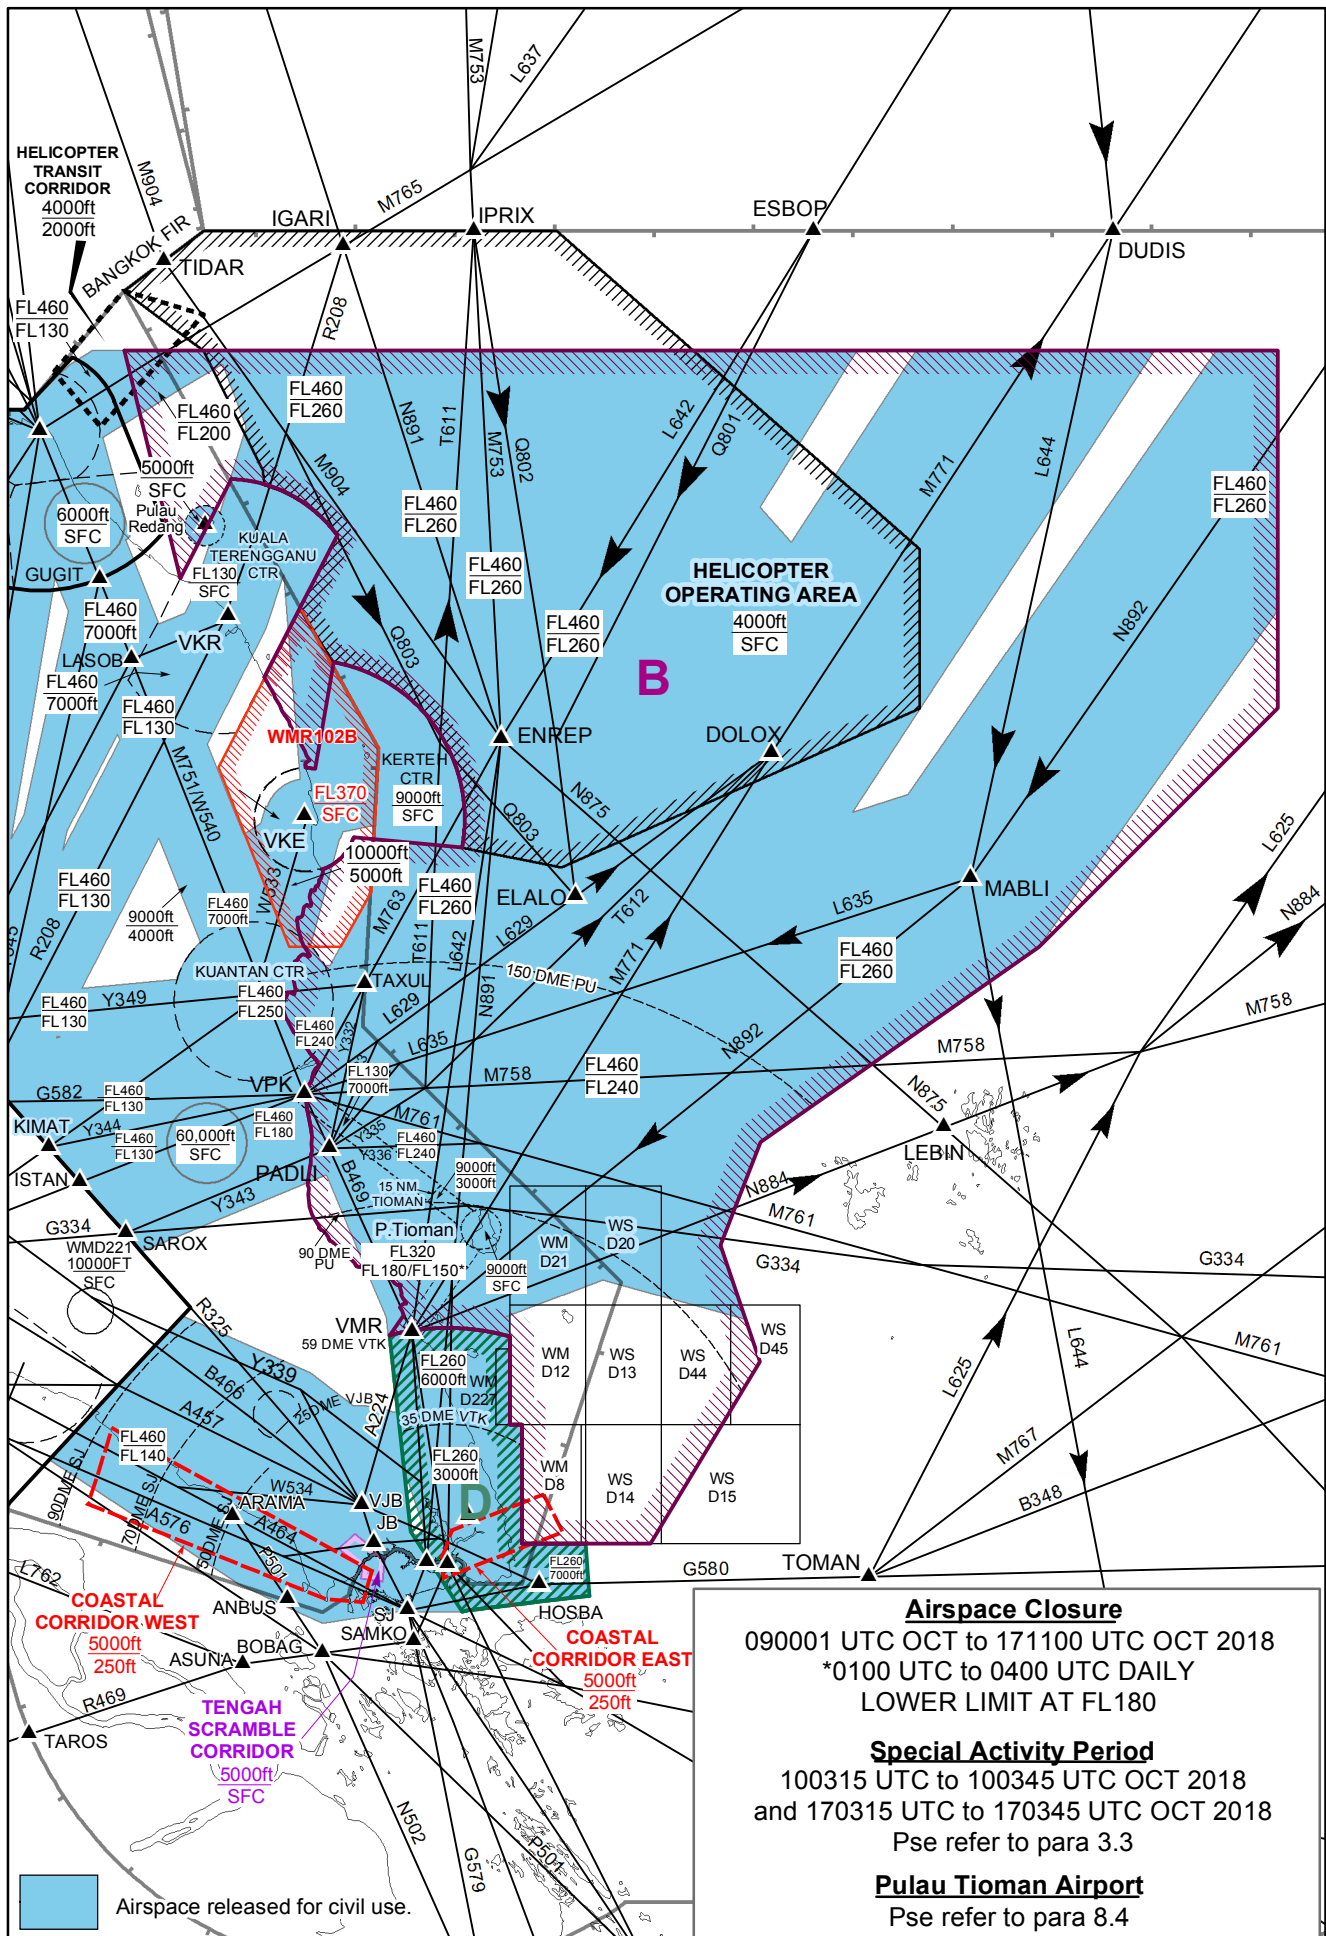 M753
L637
HELICOPTER
TRANSIT
CORRIDOR
4000ft
2000ft
M904
M765
BANGKOK FIR
TIDAR
IGARI
IPRIX
ESBOP
DUDIS
FL460
FL130
R208
FL460
FL260
FL460
FL200
N891
T611
M753
Q802
L642
Q801
M771
L644
FL460
FL260
5000ft
SFC
Pulau
Redang
M904
FL460
FL260
6000ft
SFC
KUALA
TERENGGANU
CTR
FL130
SFC
GUGIT
FL460
FL260
HELICOPTER
OPERATING AREA
4000ft
SFC
FL460
7000ft
VKR
LASOB
FL460
7000ft
Q803
FL460
FL260
N892
B
FL460
FL130
WMR102B
ENREP
DOLOX
KERTEH
CTR
9000ft
SFC
M751/W540
FL370
SFC
VKE
N875
Q803
10000ft
5000ft
L625
FL460
FL130
W533
FL460
FL260
ELALO
MABLI
FL460
7000ft
9000ft
4000ft
M763
T612
L635
N884
R208
L629
T611
L642
M771
FL460
FL260
KUANTAN CTR
TAXUL
150 DME PU
N891
FL460
FL130
Y349
FL460
FL250
L629
M758
FL460
FL240
Y332
L635
N892
M758
G582
FL460
FL130
VPK
FL130
7000ft
M758
FL460
FL240
N875
KIMAT
Y344
FL460
FL130
60,000ft
SFC
FL460
FL180
M761
Y335
Y336
FL460
FL240
LEBIN
ISTAN
PADLI
B469
9000ft
3000ft
Y343
15 NM
TIOMAN
N884
M761
G334
SAROX
P.Tioman
WM
D21
WS
D20
WMD221
10000FT
SFC
90 DME
PU
FL320
FL180/FL150*
9000ft
SFC
G334
G334
R325
VMR
59 DME VTK
WS
D45
M761
Y339
B466
FL260
6000ft
WM
D227
WM
D12
WS
D13
WS
D44
L644
L625
A457
25DME VJB
A224
35 DME VTK
FL460
FL140
FL260
3000ft
M767
90DME SJ
W534
WM
D8
WS
D14
WS
D15
D
B348
70DME SJ
A576
50DME SJ
ARAMA
VJB
A464
JB
L762
P501
TOMAN
G580
FL260
7000ft
COASTAL
CORRIDOR WEST
5000ft
250ft
ANBUS
SJ
HOSBA
SAMKO
BOBAG
ASUNA
COASTAL
CORRIDOR EAST
5000ft
250ft
R469
TENGAH
SCRAMBLE
CORRIDOR
5000ft
SFC
TAROS
N502
G579
P501
Airspace Closure
090001 UTC OCT to 171100 UTC OCT 2018
*0100 UTC to 0400 UTC DAILY
LOWER LIMIT AT FL180
Special Activity Period
100315 UTC to 100345 UTC OCT 2018
and 170315 UTC to 170345 UTC OCT 2018
Pse refer to para 3.3
Pulau Tioman Airport
Pse refer to para 8.4
Airspace released for civil use.